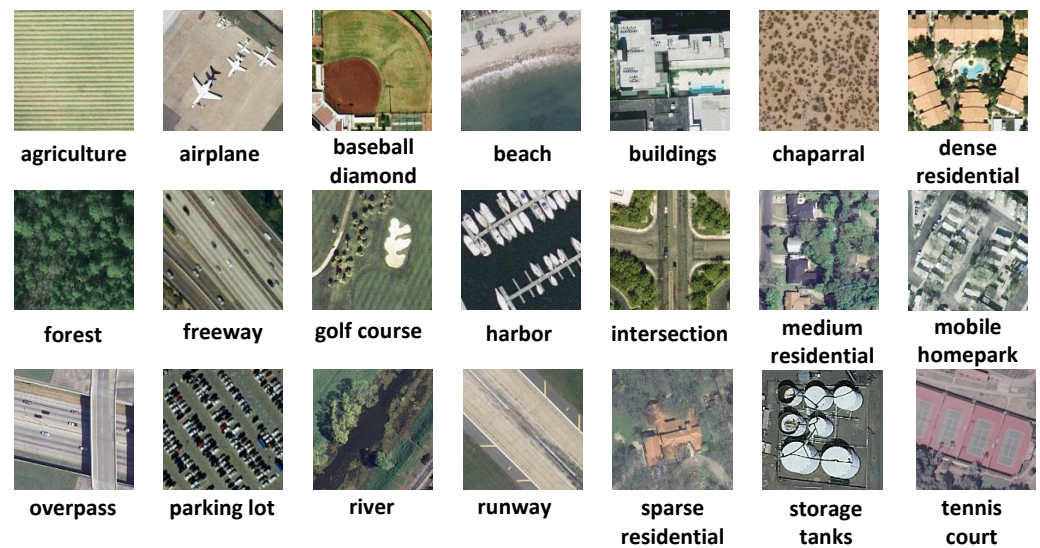 agriculture
airplane
baseball
diamond
beach
buildings
chaparral
dense
residential
forest
freeway
golf course
harbor
intersection
medium
residential
mobile
homepark
overpass
parking lot
river
runway
sparse
residential
storage
tanks
tennis
court